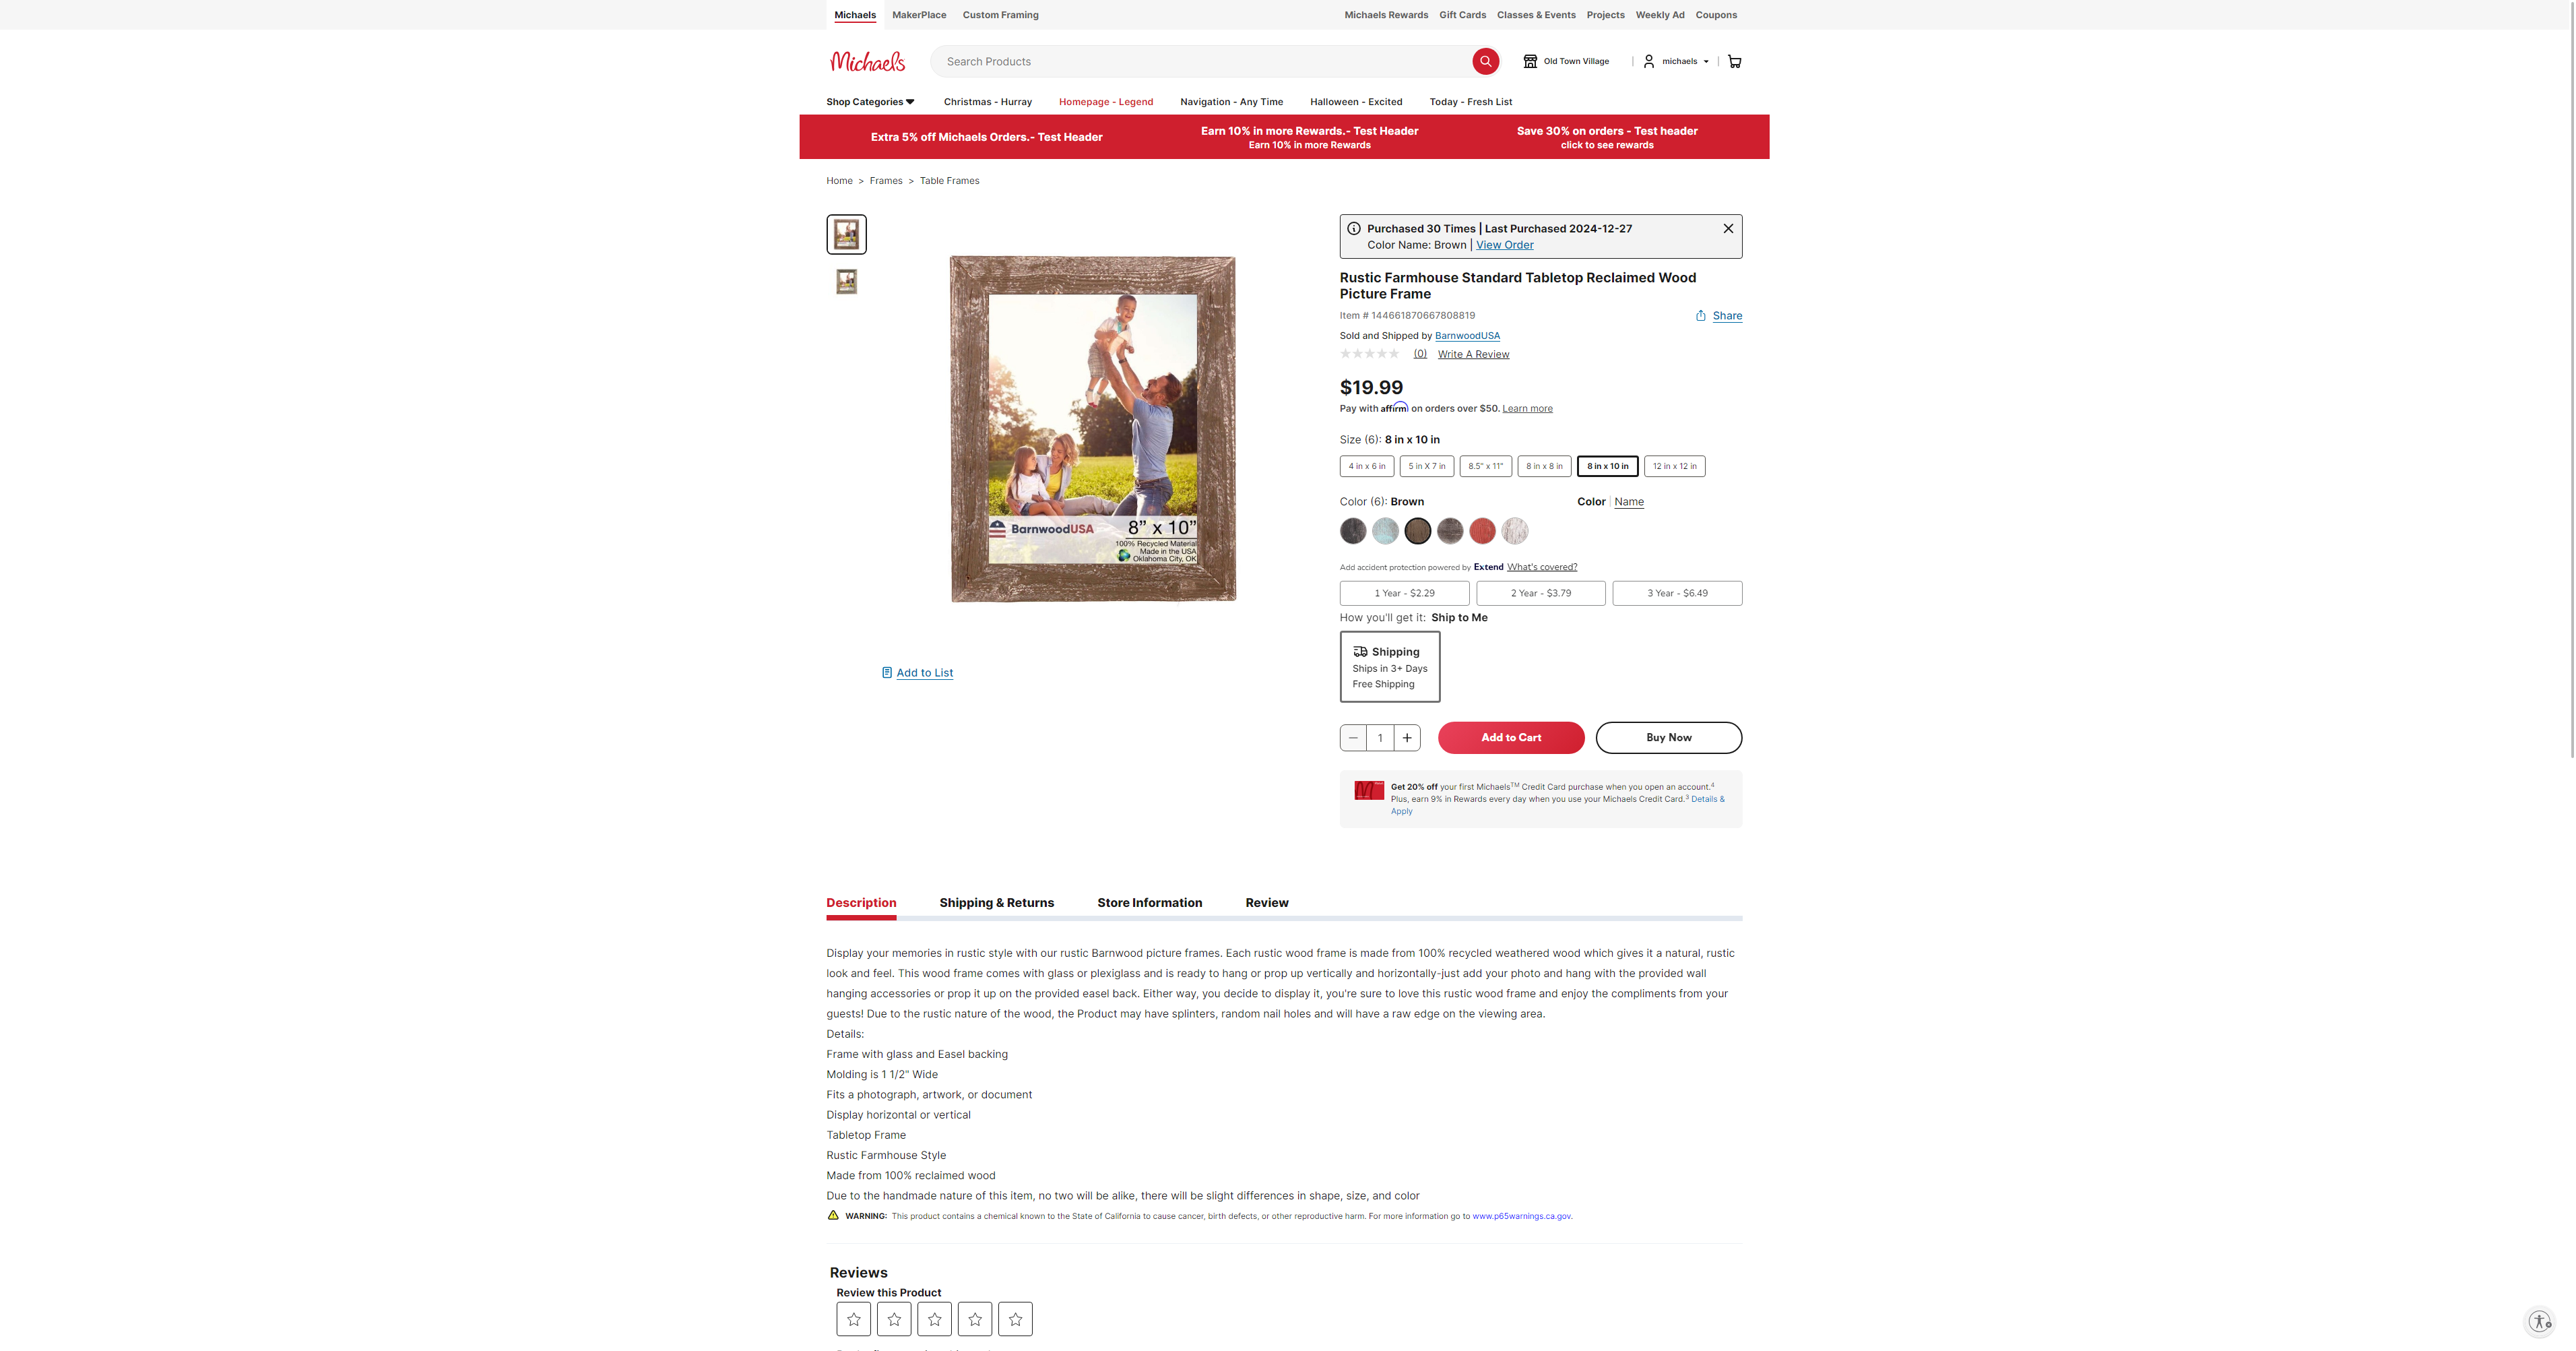 Michaels MakerPlace Custom Framing
Michaels Rewards Gift Cards Classes & Events Projects Weekly Ad Coupons
Michaels
Search Products
Old Town Village
michaels
Shop Categories Christmas - Hurray Homepage - Legend Navigation - Any Time Halloween - Excited Today - Fresh List
Extra 5% off Michaels Orders.- Test Header
Earn 10% in more Rewards.- Test Header
Earn 10% in more Rewards
Save 30% on orders - Test header
click to see rewards
Home > Frames > Table Frames
BarnwoodUSA
8” x 10”
100% Recycled Material
Made in the USA
Oklahoma City, OK
Add to List
Purchased 30 Times | Last Purchased 2024-12-27
Color Name: Brown | View Order
Rustic Farmhouse Standard Tabletop Reclaimed Wood
Picture Frame
Item # 144661870667808819
Share
Sold and Shipped by BarnwoodUSA
(0) Write A Review
$19.99
Pay with affirm on orders over $50. Learn more
Size (6): 8 in x 10 in
4 in x 6 in 5 in X 7 in 8.5" x 11" 8 in x 8 in 8 in x 10 in 12 in x 12 in
Color (6): Brown
Color | Name
Add accident protection powered by Extend What's covered?
1 Year - $2.29 2 Year - $3.79 3 Year - $6.49
How you'll get it: Ship to Me
Shipping
Ships in 3+ Days
Free Shipping
1
Add to Cart
Buy Now
Get 20% off your first Michaels™ Credit Card purchase when you open an account.⁴
Plus, earn 9% in Rewards every day when you use your Michaels Credit Card.³ Details &
Apply
Description Shipping & Returns Store Information Review
Display your memories in rustic style with our rustic Barnwood picture frames. Each rustic wood frame is made from 100% recycled weathered wood which gives it a natural, rustic
look and feel. This wood frame comes with glass or plexiglass and is ready to hang or prop up vertically and horizontally-just add your photo and hang with the provided wall
hanging accessories or prop it up on the provided easel back. Either way, you decide to display it, you're sure to love this rustic wood frame and enjoy the compliments from your
guests! Due to the rustic nature of the wood, the Product may have splinters, random nail holes and will have a raw edge on the viewing area.
Details:
Frame with glass and Easel backing
Molding is 1 1/2" Wide
Fits a photograph, artwork, or document
Display horizontal or vertical
Tabletop Frame
Rustic Farmhouse Style
Made from 100% reclaimed wood
Due to the handmade nature of this item, no two will be alike, there will be slight differences in shape, size, and color
WARNING: This product contains a chemical known to the State of California to cause cancer, birth defects, or other reproductive harm. For more information go to www.p65warnings.ca.gov.
Reviews
Review this Product